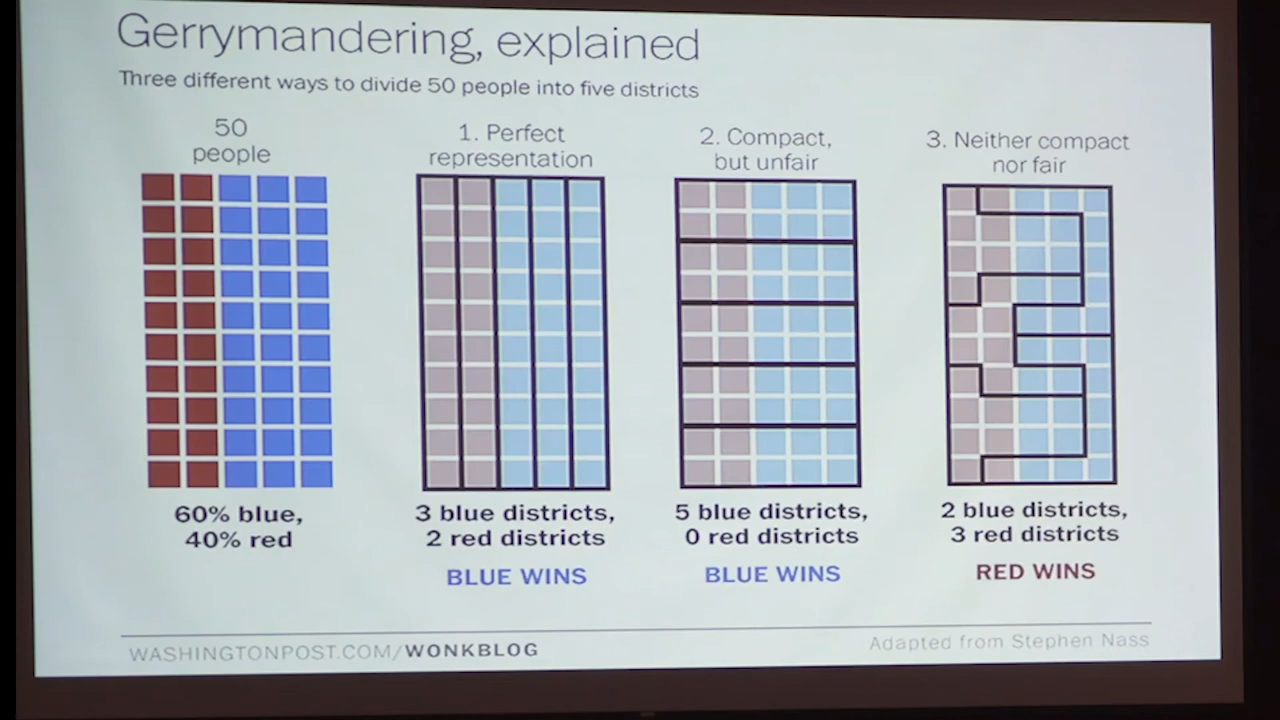 Gerrymandering, explained
Three different ways to divide 50 people into five districts
50
people
1. Perfect
representation
2. Compact,
but unfair
3. Neither compact
nor fair
60% blue,
40% red
3 blue districts,
2 red districts
BLUE WINS
5 blue districts,
0 red districts
BLUE WINS
2 blue districts,
3 red districts
RED WINS
WASHINGTONPOST.COM/WONKBLOG
Adapted from Stephen Nass